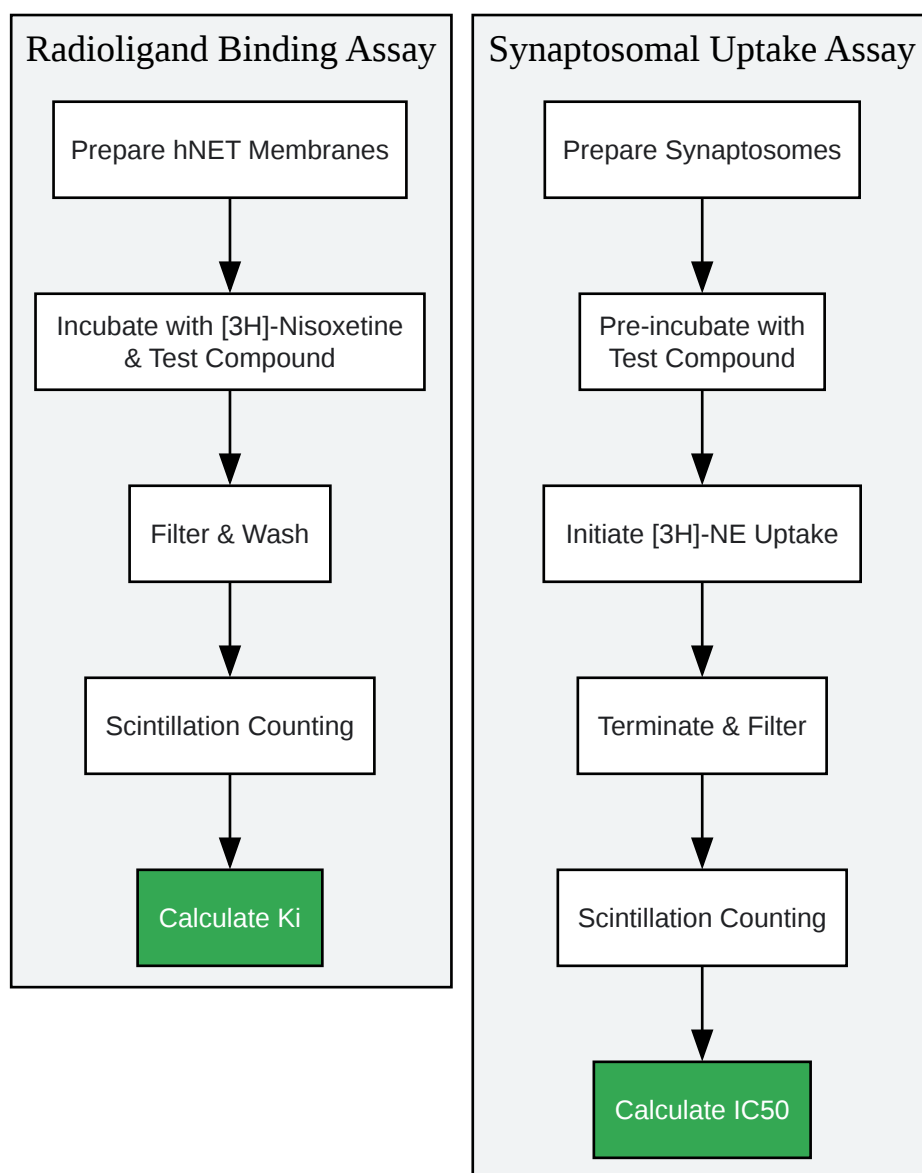 Radioligand Binding Assay
Prepare hNET Membranes
Incubate with [3H]-Nisoxetine
& Test Compound
Filter & Wash
Scintillation Counting
Calculate Ki
Synaptosomal Uptake Assay
Prepare Synaptosomes
Pre-incubate with
Test Compound
Initiate [3H]-NE Uptake
Terminate & Filter
Scintillation Counting
Calculate IC50